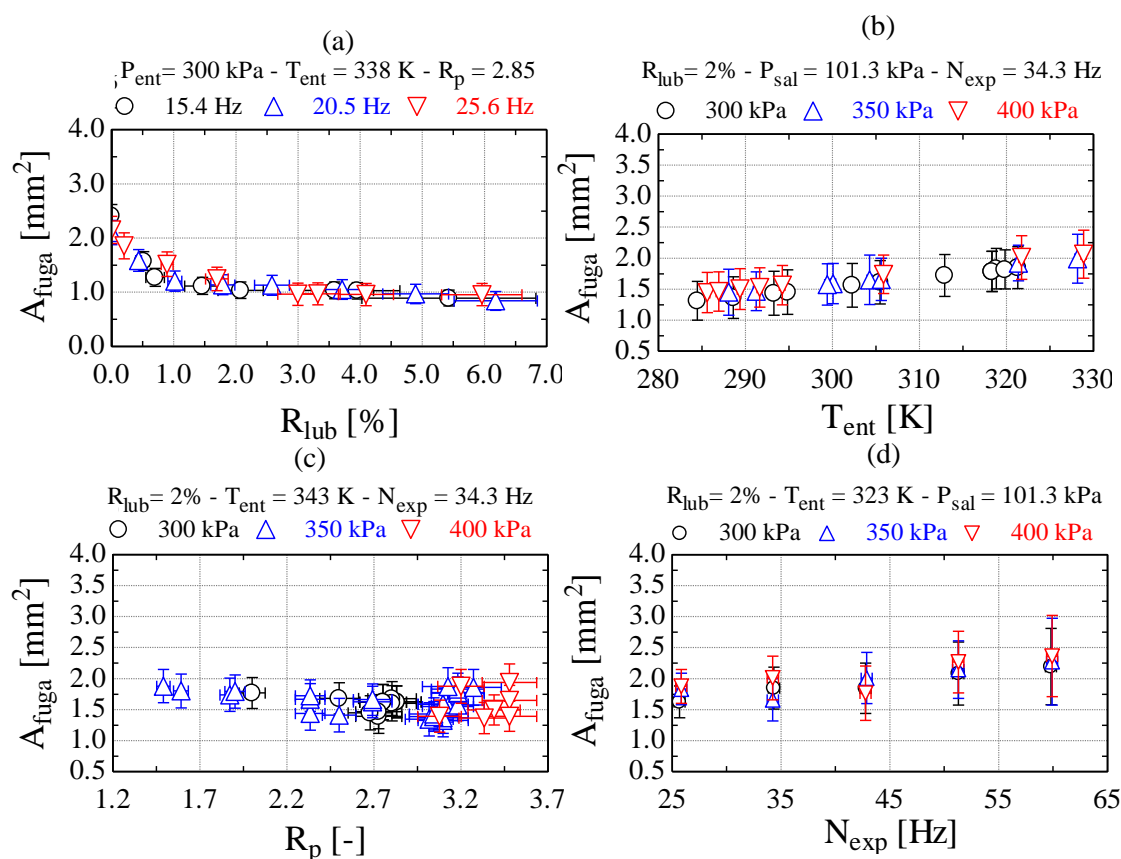 (a)
P_ent = 300 kPa - T_ent = 338 K - R_p = 2.85
15.4 Hz 20.5 Hz 25.6 Hz
A_fuga [mm²]
4.0
3.0
2.0
1.0
0.0
0.0 1.0 2.0 3.0 4.0 5.0 6.0 7.0
R_lub [%]
(b)
R_lub = 2% - P_sal = 101.3 kPa - N_exp = 34.3 Hz
300 kPa 350 kPa 400 kPa
A_fuga [mm²]
4.0
3.5
3.0
2.5
2.0
1.5
1.0
0.5
280 290 300 310 320 330
T_ent [K]
(c)
R_lub = 2% - T_ent = 343 K - N_exp = 34.3 Hz
300 kPa 350 kPa 400 kPa
A_fuga [mm²]
4.0
3.5
3.0
2.5
2.0
1.5
1.0
0.5
1.2 1.7 2.2 2.7 3.2 3.7
R_p [-]
(d)
R_lub = 2% - T_ent = 323 K - P_sal = 101.3 kPa
300 kPa 350 kPa 400 kPa
A_fuga [mm²]
4.0
3.5
3.0
2.5
2.0
1.5
1.0
0.5
25 35 45 55 65
N_exp [Hz]